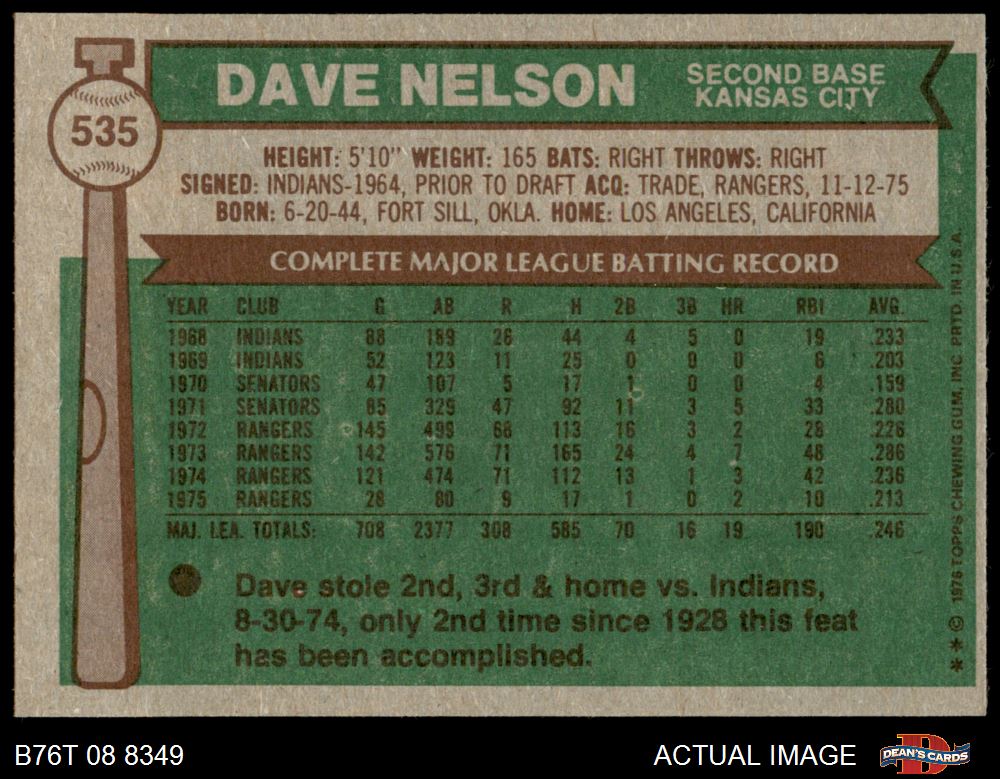 535
DAVE NELSON
SECOND BASE
KANSAS CITY
HEIGHT: 5'10" WEIGHT: 165 BATS: RIGHT THROWS: RIGHT
SIGNED: INDIANS-1964, PRIOR TO DRAFT ACQ: TRADE, RANGERS, 11-12-75
BORN: 6-20-44, FORT SILL, OKLA. HOME: LOS ANGELES, CALIFORNIA
COMPLETE MAJOR LEAGUE BATTING RECORD
YEAR CLUB G AB R H 2B 3B HR RBI AVG.
1968 INDIANS 88 189 26 44 4 5 0 19 .233
1969 INDIANS 52 123 11 25 0 0 0 6 .203
1970 SENATORS 47 107 5 17 1 0 0 4 .159
1971 SENATORS 85 329 47 92 11 3 5 33 .280
1972 RANGERS 145 499 68 113 16 3 2 28 .226
1973 RANGERS 142 576 71 165 24 4 7 48 .286
1974 RANGERS 121 474 71 112 13 1 3 42 .236
1975 RANGERS 28 80 9 17 1 0 2 10 .213
MAJ. LEA. TOTALS: 708 2377 308 585 70 16 19 190 .246
Dave stole 2nd, 3rd & home vs. Indians,
8-30-74, only 2nd time since 1928 this feat
has been accomplished.
** © 1976 TOPPS CHEWING GUM, INC. PRTD. IN U.S.A.
B76T 08 8349
ACTUAL IMAGE
D
DEAN'S CARDS